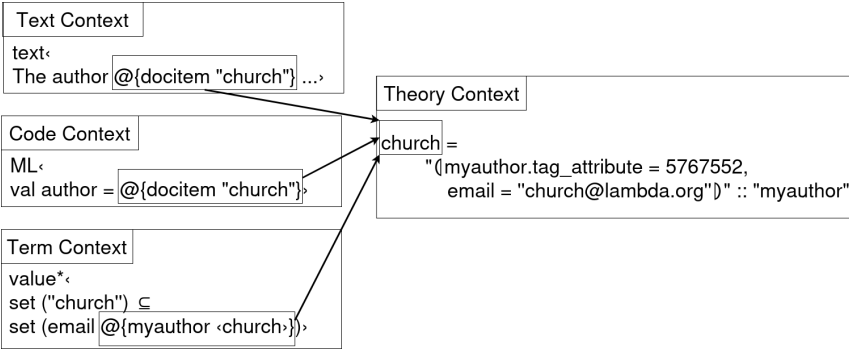 Text Context
text‹
The author @{docitem "church"} ...›
Code Context
ML‹
val author = @{docitem "church"}›
Term Context
value*‹
set (''church'') ⊆
set (email @{myauthor ‹church›})›
Theory Context
church =
"(|myauthor.tag_attribute = 5767552,
email = ''church@lambda.org''|)" :: "myauthor"